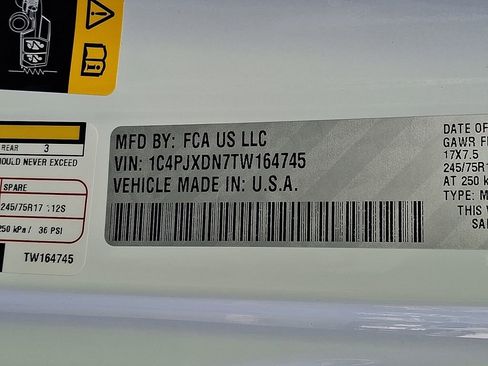 REAR 3
OULD NEVER EXCEED
SPARE
245/75R17 112S
250 kPa / 36 PSI
TW164745
MFD BY: FCA US LLC
VIN: 1C4PJXDN7TW164745
VEHICLE MADE IN: U.S.A.
DATE OF
GAWR F
17X7.5
245/75R1
AT 250 k
TYPE: M
THIS V
SA